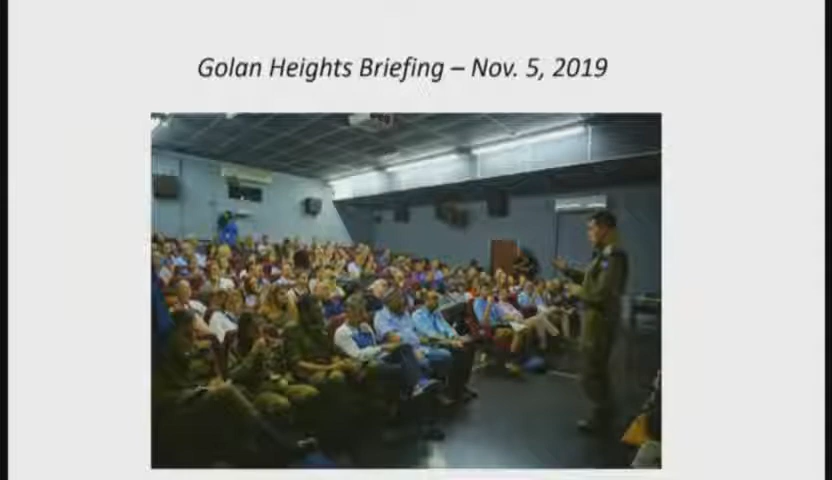 Golan Heights Briefing – Nov. 5, 2019